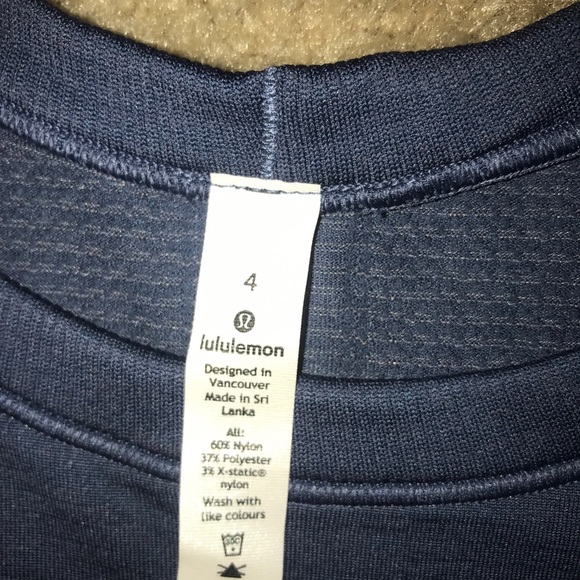 4
lululemon
Designed in
Vancouver
Made in Sri
Lanka
All:
60% Nylon
37% Polyester
3% X-static®
nylon
Wash with
like colours
30C